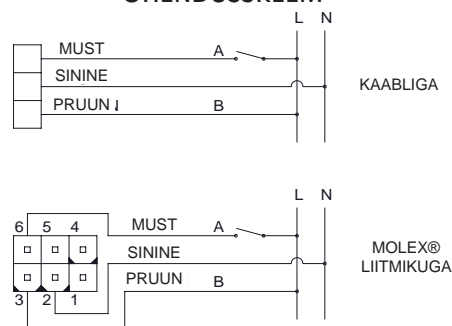 ÜHENDUSSKEEM
L N
MUST A
SININE
KAABLIGA
PRUUN B
L N
6 5 4
MUST A
SININE
MOLEX®
LIITMIKUGA
PRUUN B
3 2 1